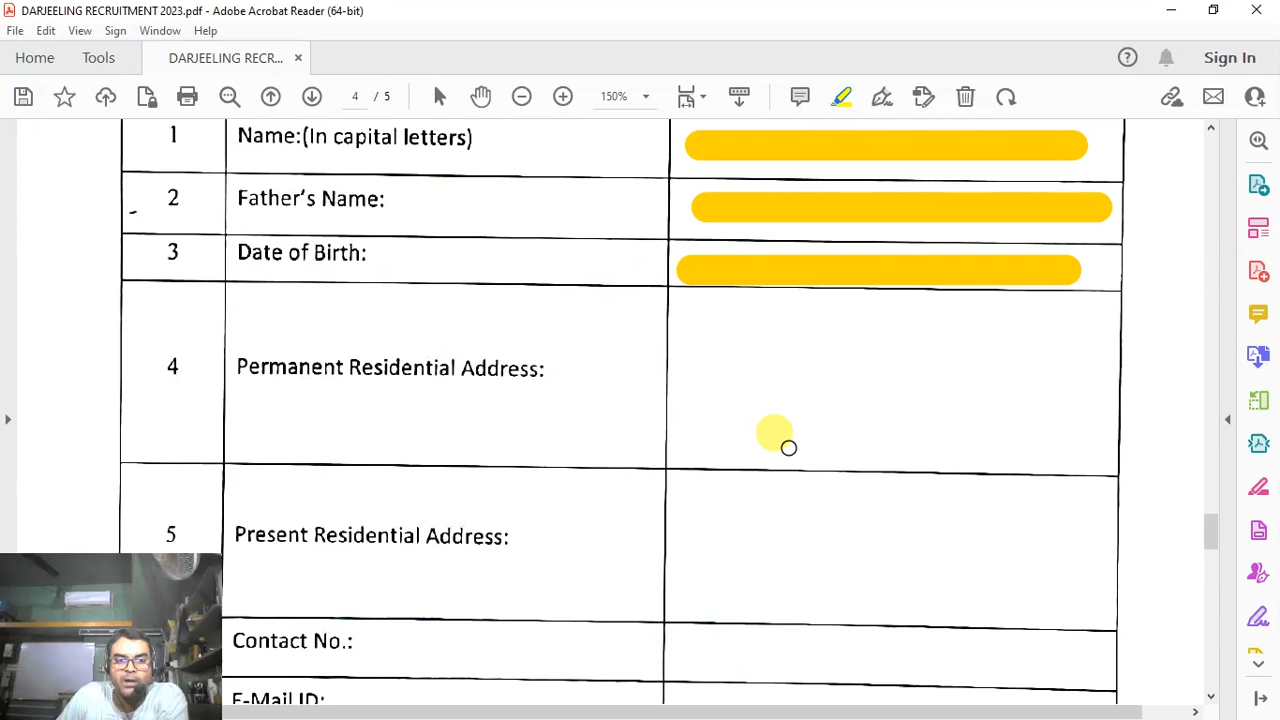 DARJEELING RECRUITMENT 2023.pdf - Adobe Acrobat Reader (64-bit)
File Edit View Sign Window Help
Home Tools DARJEELING RECR... × Sign In
4 / 5 150%
1 Name:(In capital letters)
2 Father's Name:
3 Date of Birth:
4 Permanent Residential Address:
5 Present Residential Address:
Contact No.:
E-Mail ID: